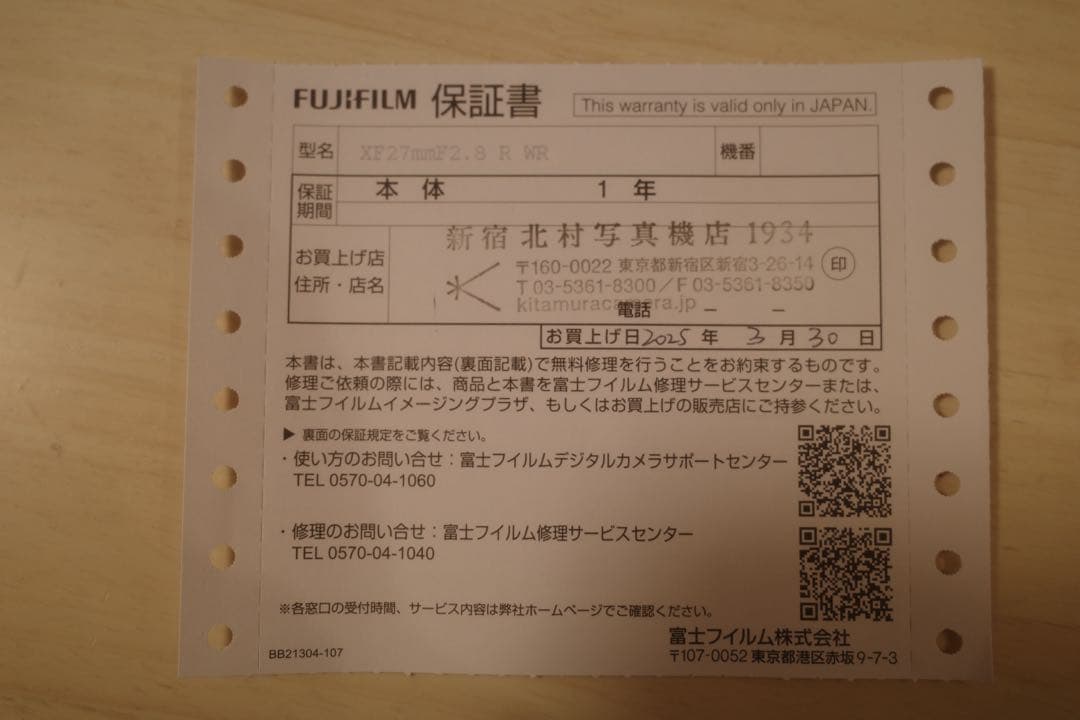 FUJIFILM 保証書 This warranty is valid only in JAPAN.
型名 XF27mmF2.8 R WR 機番
保証期間 本体 1年
新宿 北村写真機店 1934
お買上げ店
住所・店名
〒160-0022 東京都新宿区新宿3-26-14 印
T 03-5361-8300/F 03-5361-8350
kitamuracamera.jp
電話 － －
お買上げ日2025年3月30日
本書は、本書記載内容(裏面記載)で無料修理を行うことをお約束するものです。
修理ご依頼の際には、商品と本書を富士フイルム修理サービスセンターまたは、
富士フイルムイメージングプラザ、もしくはお買上げの販売店にご持参ください。
▶ 裏面の保証規定をご覧ください。
・使い方のお問い合せ：富士フイルムデジタルカメラサポートセンター
TEL 0570-04-1060
・修理のお問い合せ：富士フイルム修理サービスセンター
TEL 0570-04-1040
※各窓口の受付時間、サービス内容は弊社ホームページでご確認ください。
富士フイルム株式会社
BB21304-107
〒107-0052 東京都港区赤坂9-7-3